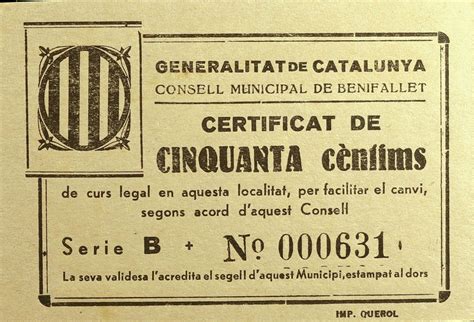 GENERALITAT DE CATALUNYA
CONSELL MUNICIPAL DE BENIFALLET
CERTIFICAT DE
CINQUANTA cèntims
de curs legal en aquesta localitat, per facilitar el canvi,
segons acord d'aquest Consell
Serie B + Nº 000631
La seva validesa l'acredita el segell d'aquest Municipi, estampat al dors
IMP. QUEROL